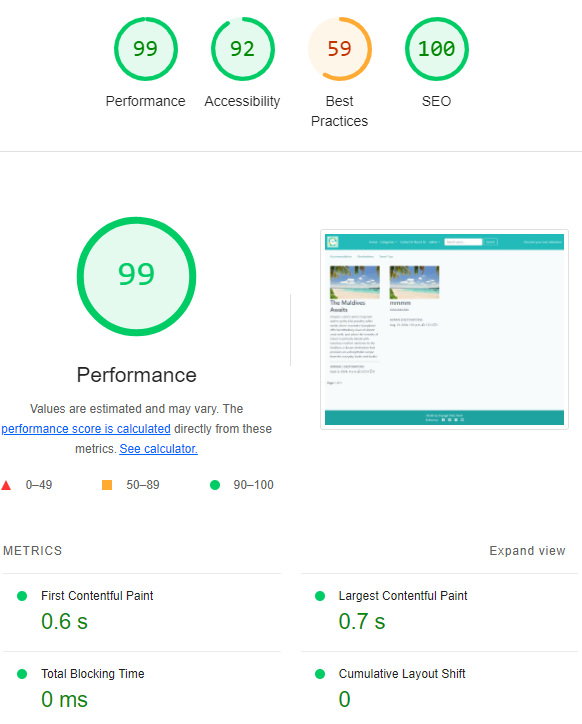 99
92
59
100
Performance
Accessibility
Best
Practices
SEO
99
Performance
Values are estimated and may vary. The
performance score is calculated directly from these
metrics. See calculator.
0–49
50–89
90–100
The Maldives
Awaits
METRICS
Expand view
First Contentful Paint
0.6 s
Largest Contentful Paint
0.7 s
Total Blocking Time
0 ms
Cumulative Layout Shift
0